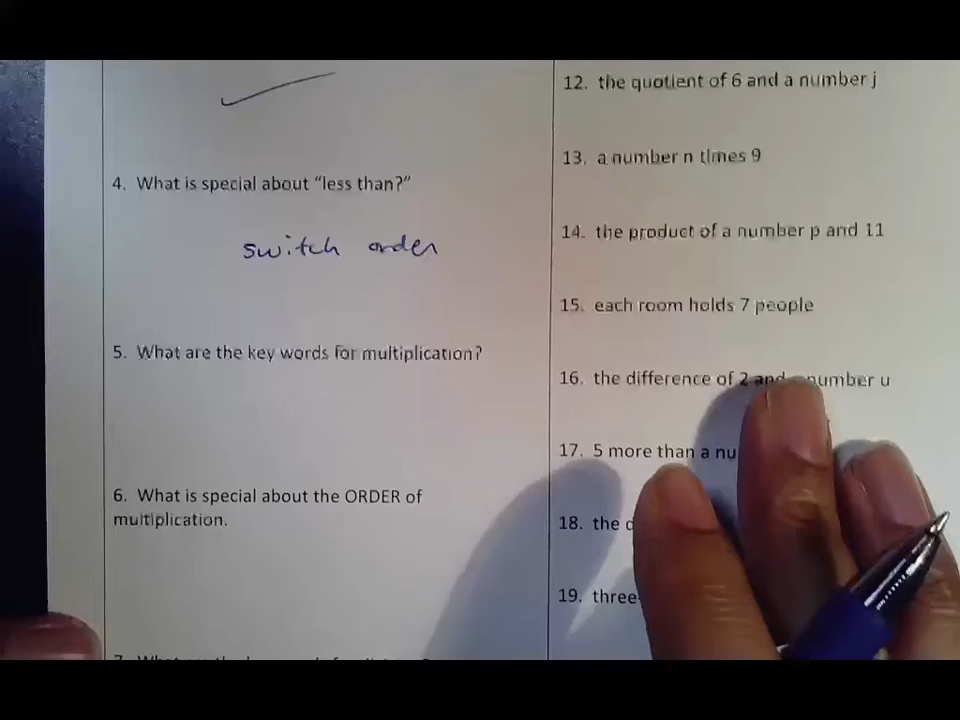 4. What is special about “less than?”
switch order
5. What are the key words for multiplication?
6. What is special about the ORDER of
multiplication.
12. the quotient of 6 and a number j
13. a number n times 9
14. the product of a number p and 11
15. each room holds 7 people
16. the difference of 2 and number u
17. 5 more than a
18. the
19. three